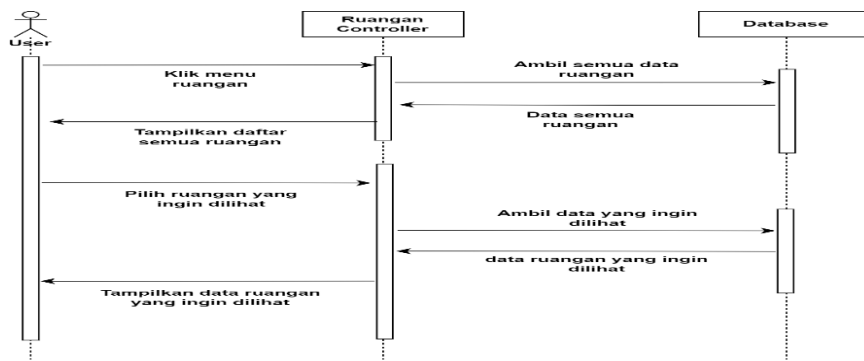 User
Ruangan
Controller
Database
Klik menu
ruangan
Ambil semua data
ruangan
Data semua
ruangan
Tampilkan daftar
semua ruangan
Pilih ruangan yang
ingin dilihat
Ambil data yang ingin
dilihat
data ruangan yang ingin
dilihat
Tampilkan data ruangan
yang ingin dilihat